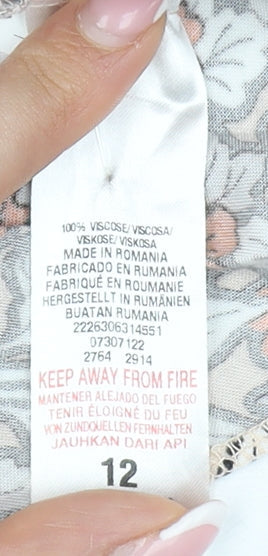 100% VISCOSE/VISCOSA/
VISKOSE/VISKOSA
MADE IN ROMANIA
FABRICADO EN RUMANIA
FABRIQUÉ EN ROUMANIE
HERGESTELLT IN RUMÄNIEN
BUATAN RUMANIA
2226306314551
07307122
2764 2914
KEEP AWAY FROM FIRE
MANTENER ALEJADO DEL FUEGO
TENIR ÉLOIGNÉ DU FEU
VON ZUNDQUELLEN FERNHALTEN
JAUHKAN DARI API
12